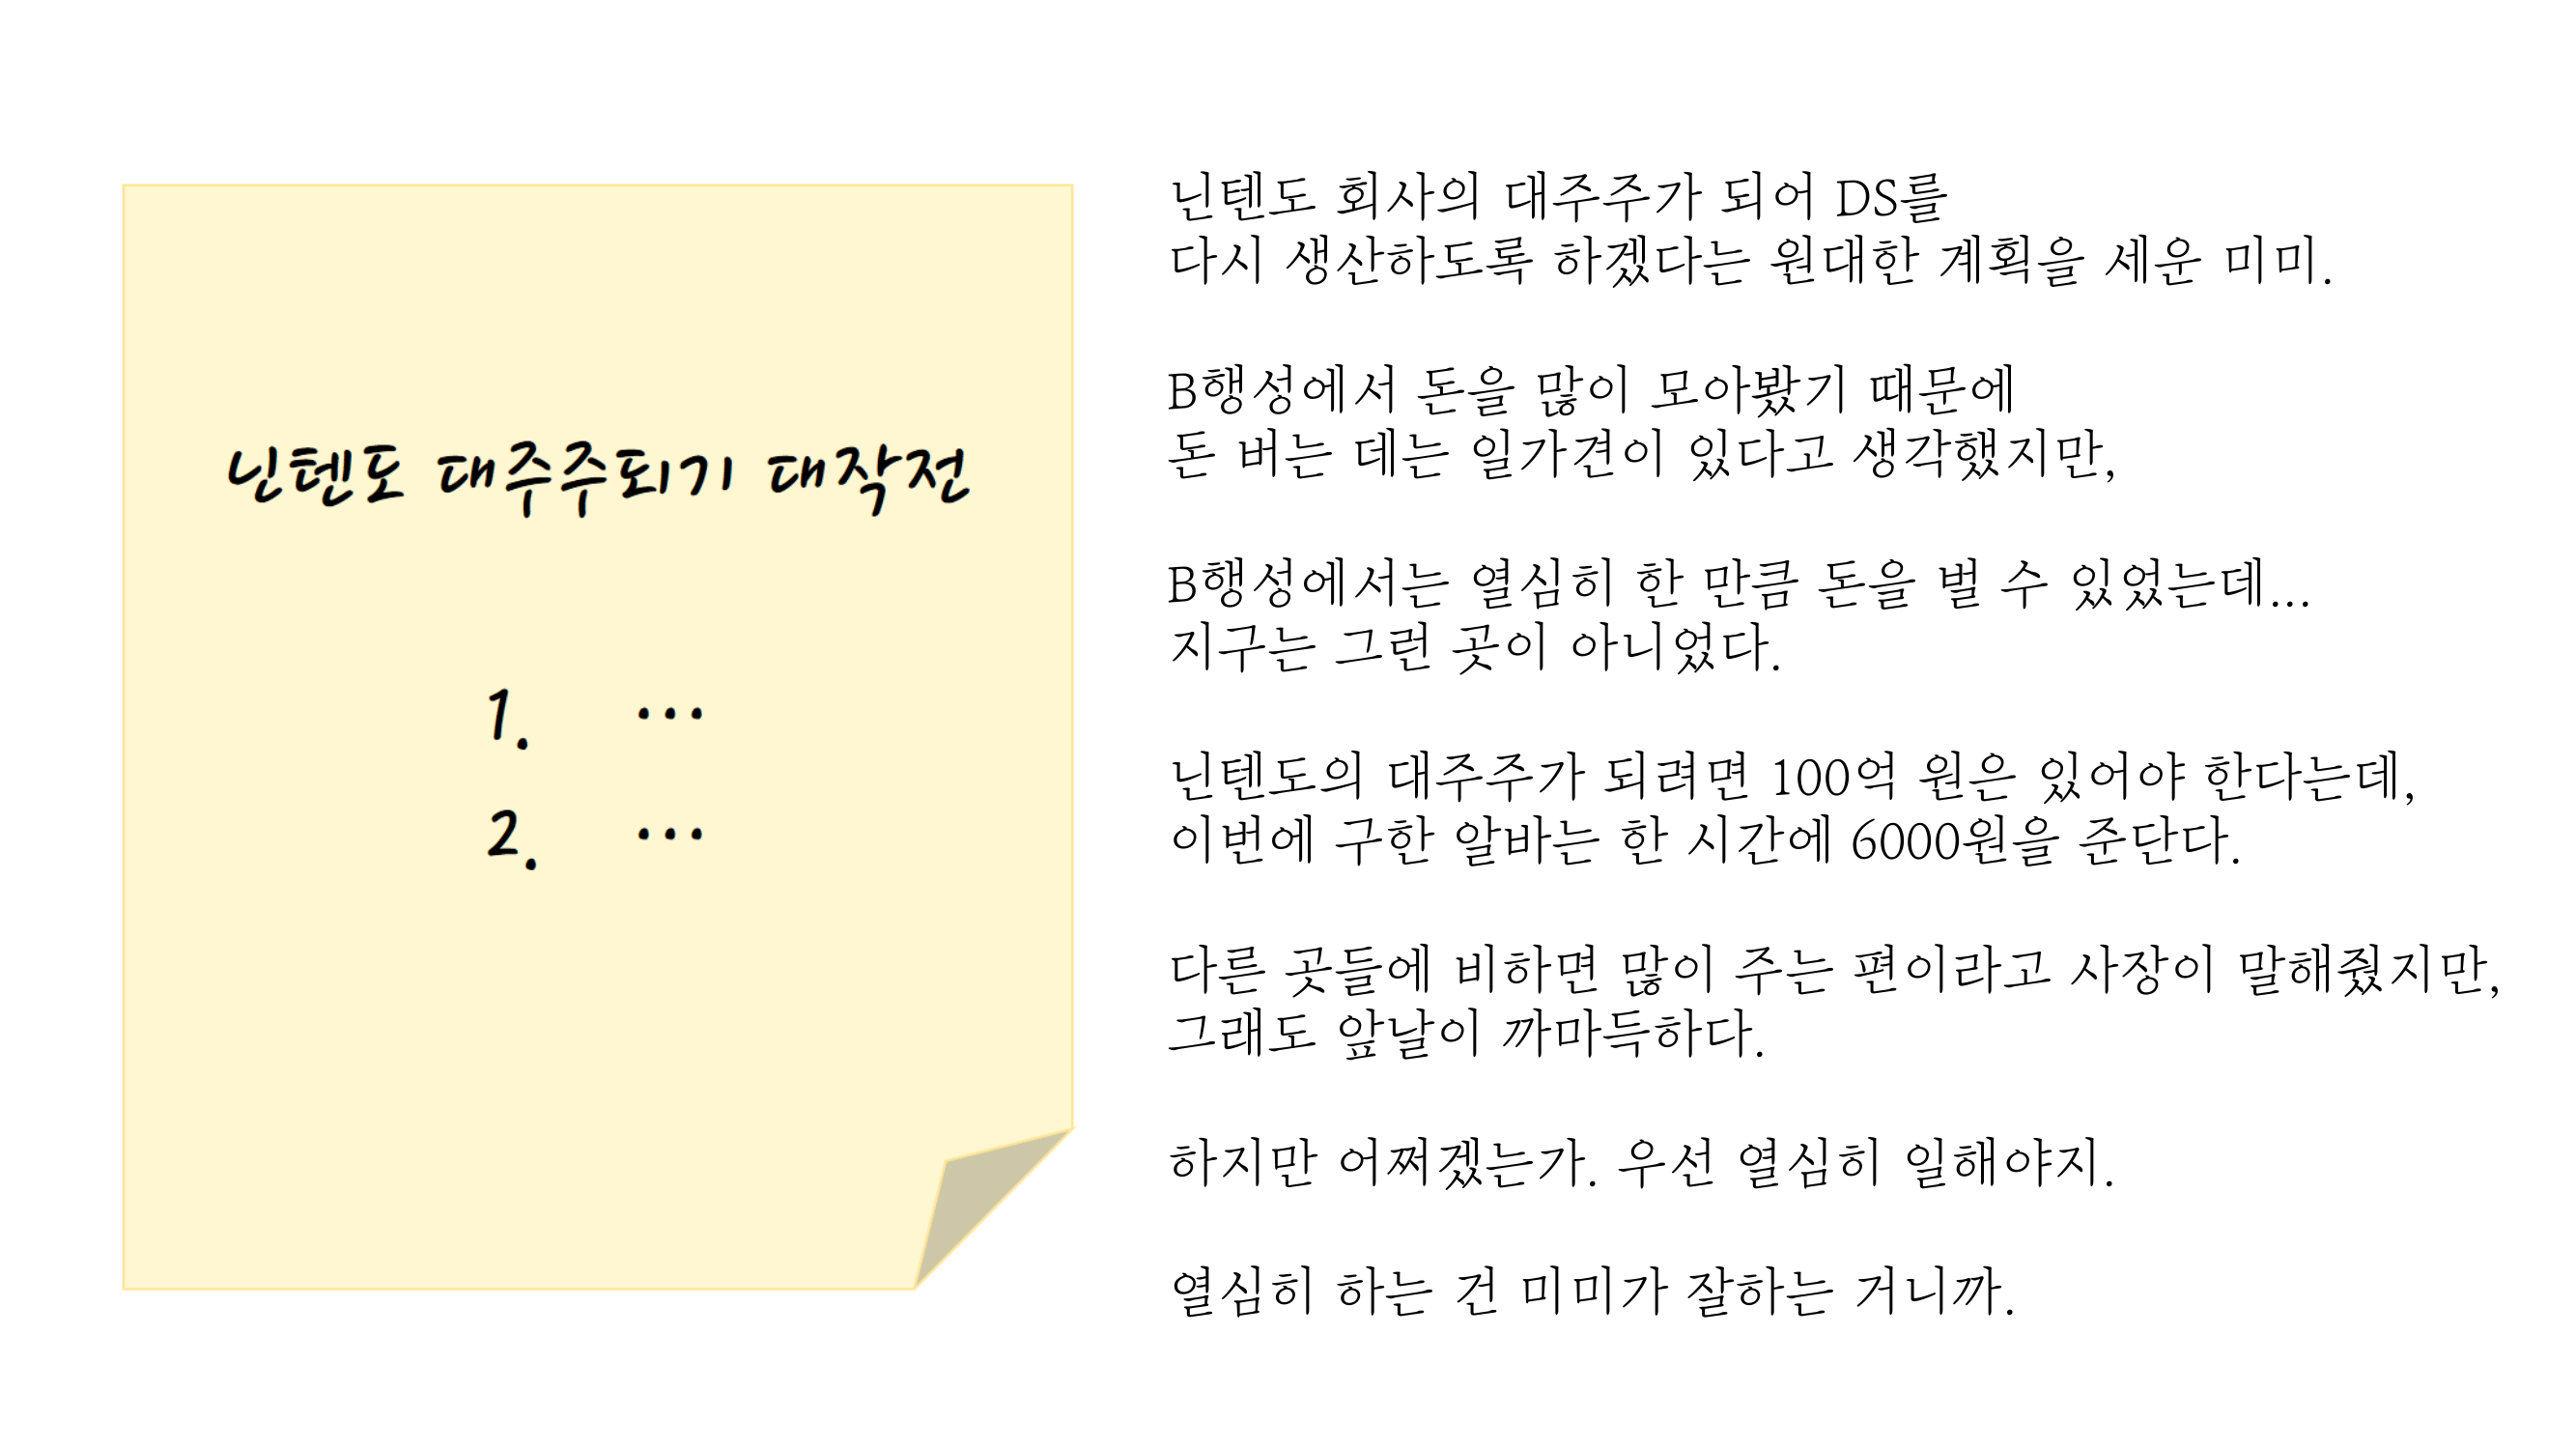 닌텐도 대주주되기 대작전
1. …
2. …
닌텐도 회사의 대주주가 되어 DS를
다시 생산하도록 하겠다는 원대한 계획을 세운 미미.
B행성에서 돈을 많이 모아봤기 때문에
돈 버는 데는 일가견이 있다고 생각했지만,
B행성에서는 열심히 한 만큼 돈을 벌 수 있었는데...
지구는 그런 곳이 아니었다.
닌텐도의 대주주가 되려면 100억 원은 있어야 한다는데,
이번에 구한 알바는 한 시간에 6000원을 준단다.
다른 곳들에 비하면 많이 주는 편이라고 사장이 말해줬지만,
그래도 앞날이 까마득하다.
하지만 어쩌겠는가. 우선 열심히 일해야지.
열심히 하는 건 미미가 잘하는 거니까.